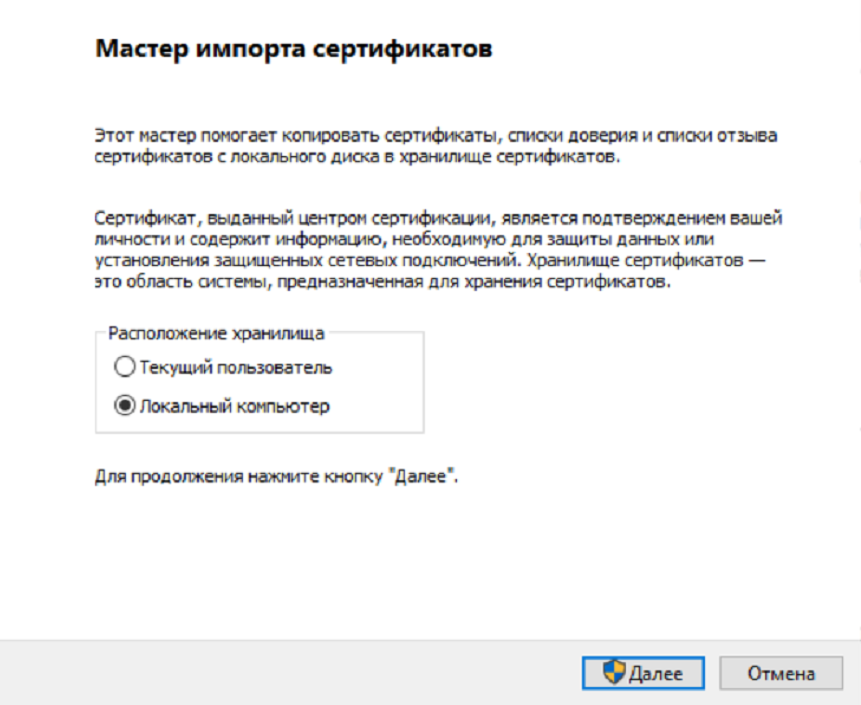 Мастер импорта сертификатов
Этот мастер помогает копировать сертификаты, списки доверия и списки отзыва
сертификатов с локального диска в хранилище сертификатов.
Сертификат, выданный центром сертификации, является подтверждением вашей
личности и содержит информацию, необходимую для защиты данных или
установления защищенных сетевых подключений. Хранилище сертификатов —
это область системы, предназначенная для хранения сертификатов.
Расположение хранилища
Текущий пользователь
Локальный компьютер
Для продолжения нажмите кнопку "Далее".
Далее
Отмена